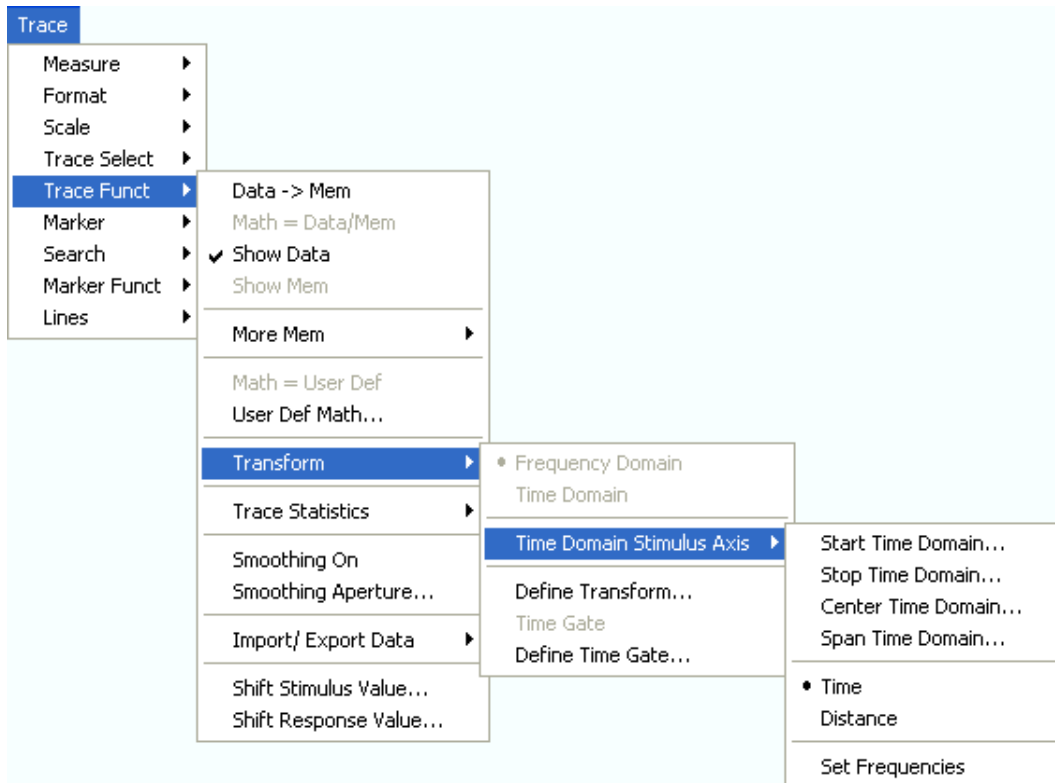 Trace
Measure
Format
Scale
Trace Select
Trace Funct
Marker
Search
Marker Funct
Lines
Data -> Mem
Math = Data/Mem
Show Data
Show Mem
More Mem
Math = User Def
User Def Math...
Transform
Trace Statistics
Smoothing On
Smoothing Aperture...
Import/ Export Data
Shift Stimulus Value...
Shift Response Value...
Frequency Domain
Time Domain
Time Domain Stimulus Axis
Define Transform...
Time Gate
Define Time Gate...
Start Time Domain...
Stop Time Domain...
Center Time Domain...
Span Time Domain...
Time
Distance
Set Frequencies